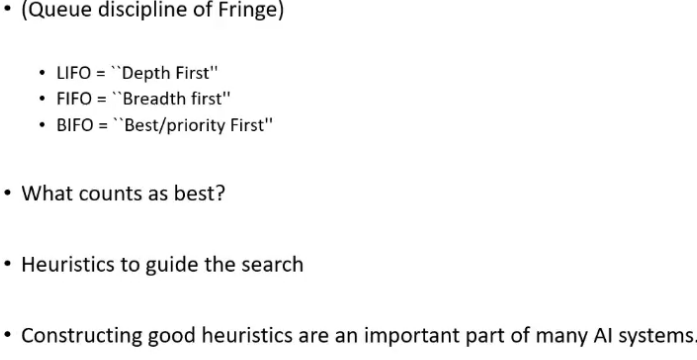 • (Queue discipline of Fringe)
• LIFO = ``Depth First"
• FIFO = ``Breadth first"
• BIFO = ``Best/priority First"
• What counts as best?
• Heuristics to guide the search
• Constructing good heuristics are an important part of many AI systems.